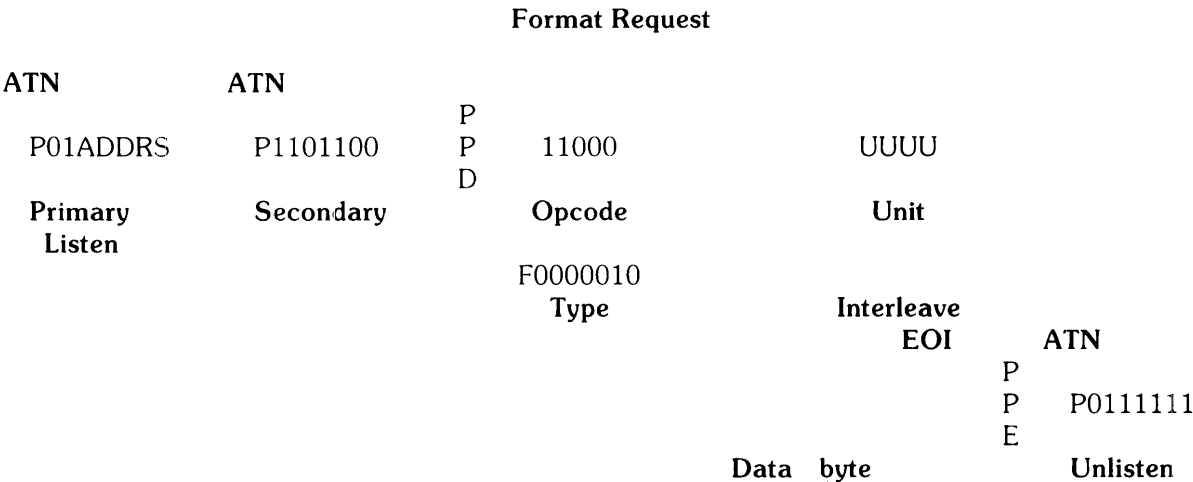 Format Request
ATN ATN
P
P01ADDRS P1101100 P 11000 UUUU
D
Primary Secondary Opcode Unit
Listen
F0000010
Type Interleave
EOI ATN
P
P P0111111
E
Data byte Unlisten